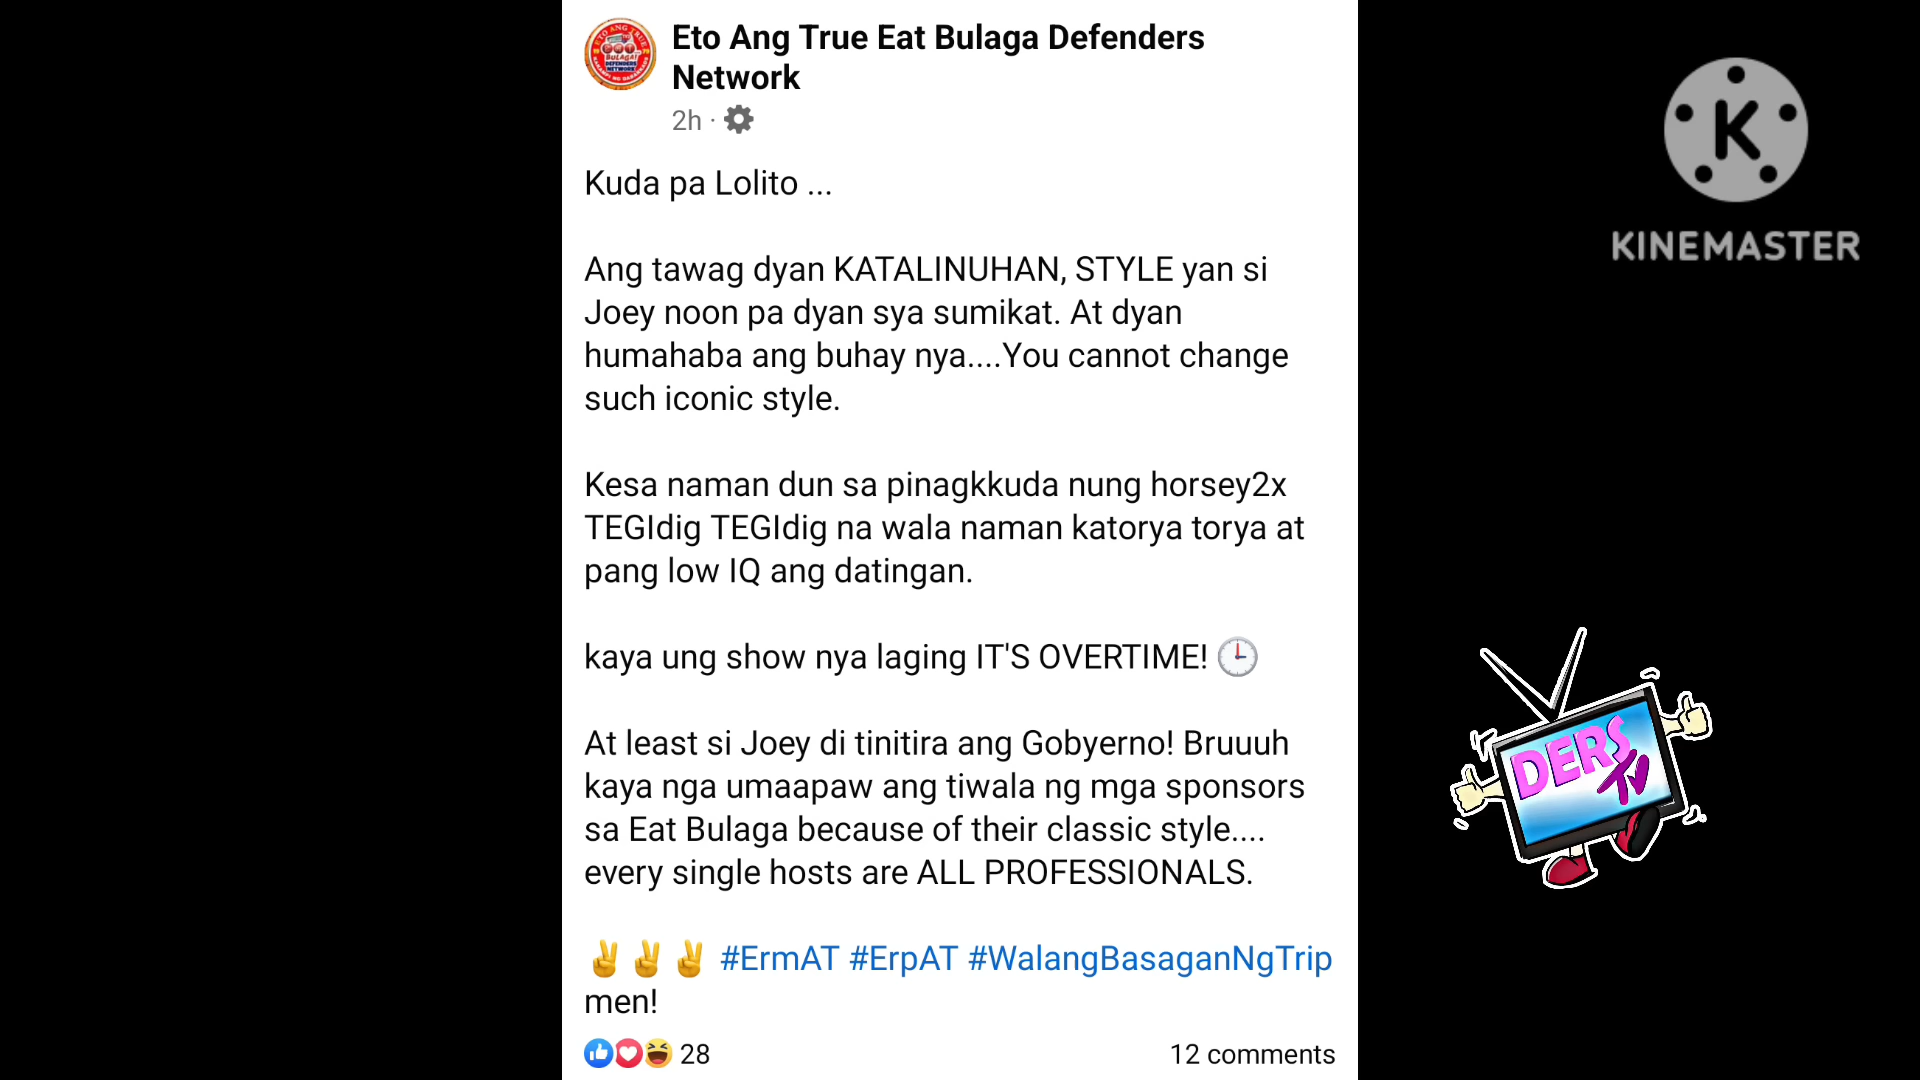 Eto Ang True Eat Bulaga Defenders
Network
2h ·
Kuda pa Lolito ...
Ang tawag dyan KATALINUHAN, STYLE yan si
Joey noon pa dyan sya sumikat. At dyan
humahaba ang buhay nya....You cannot change
such iconic style.
Kesa naman dun sa pinagkkuda nung horsey2x
TEGIdig TEGIdig na wala naman katorya torya at
pang low IQ ang datingan.
kaya ung show nya laging IT'S OVERTIME! 🕒
At least si Joey di tinitira ang Gobyerno! Bruuuh
kaya nga umaapaw ang tiwala ng mga sponsors
sa Eat Bulaga because of their classic style....
every single hosts are ALL PROFESSIONALS.
✌️✌️✌️ #ErmAT #ErpAT #WalangBasaganNgTrip
men!
28
12 comments
K
KINEMASTER
DERS
TV